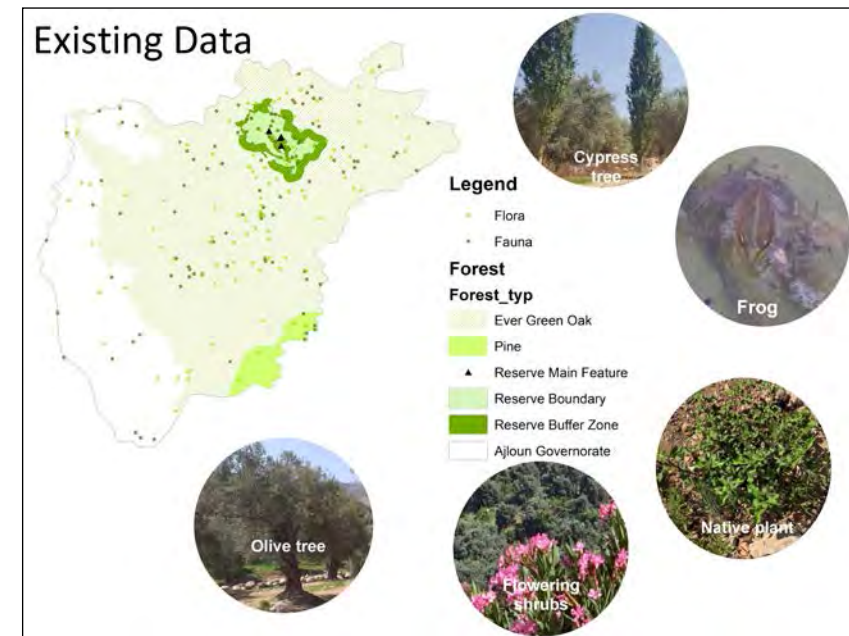 Existing Data
Cypress
tree
Legend
Flora
Fauna
Forest
Forest_typ
Ever Green Oak
Pine
Reserve Main Feature
Reserve Boundary
Reserve Buffer Zone
Ajloun Governorate
Frog
Native plant
Olive tree
Flowering
shrubs